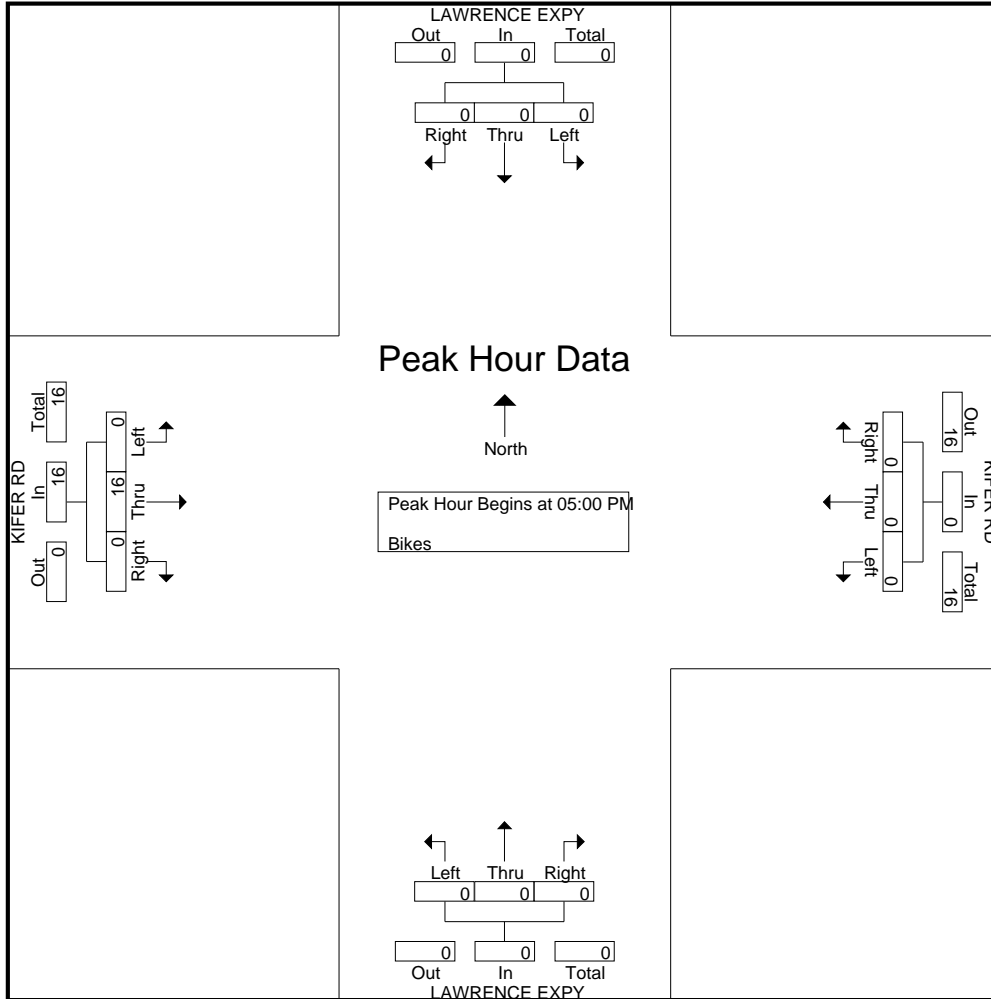 LAWRENCE EXPY
Out In Total
0 0 0
0 0 0
Right Thru Left
Peak Hour Data
North
Peak Hour Begins at 05:00 PM
Bikes
KIFER RD
Total In Out
16 16 0
0 16 0
Left Thru Right
KIFER RD
Out In Total
16 0 16
0 0 0
Right Thru Left
Left Thru Right
0 0 0
0 0 0
Out In Total
LAWRENCE EXPY